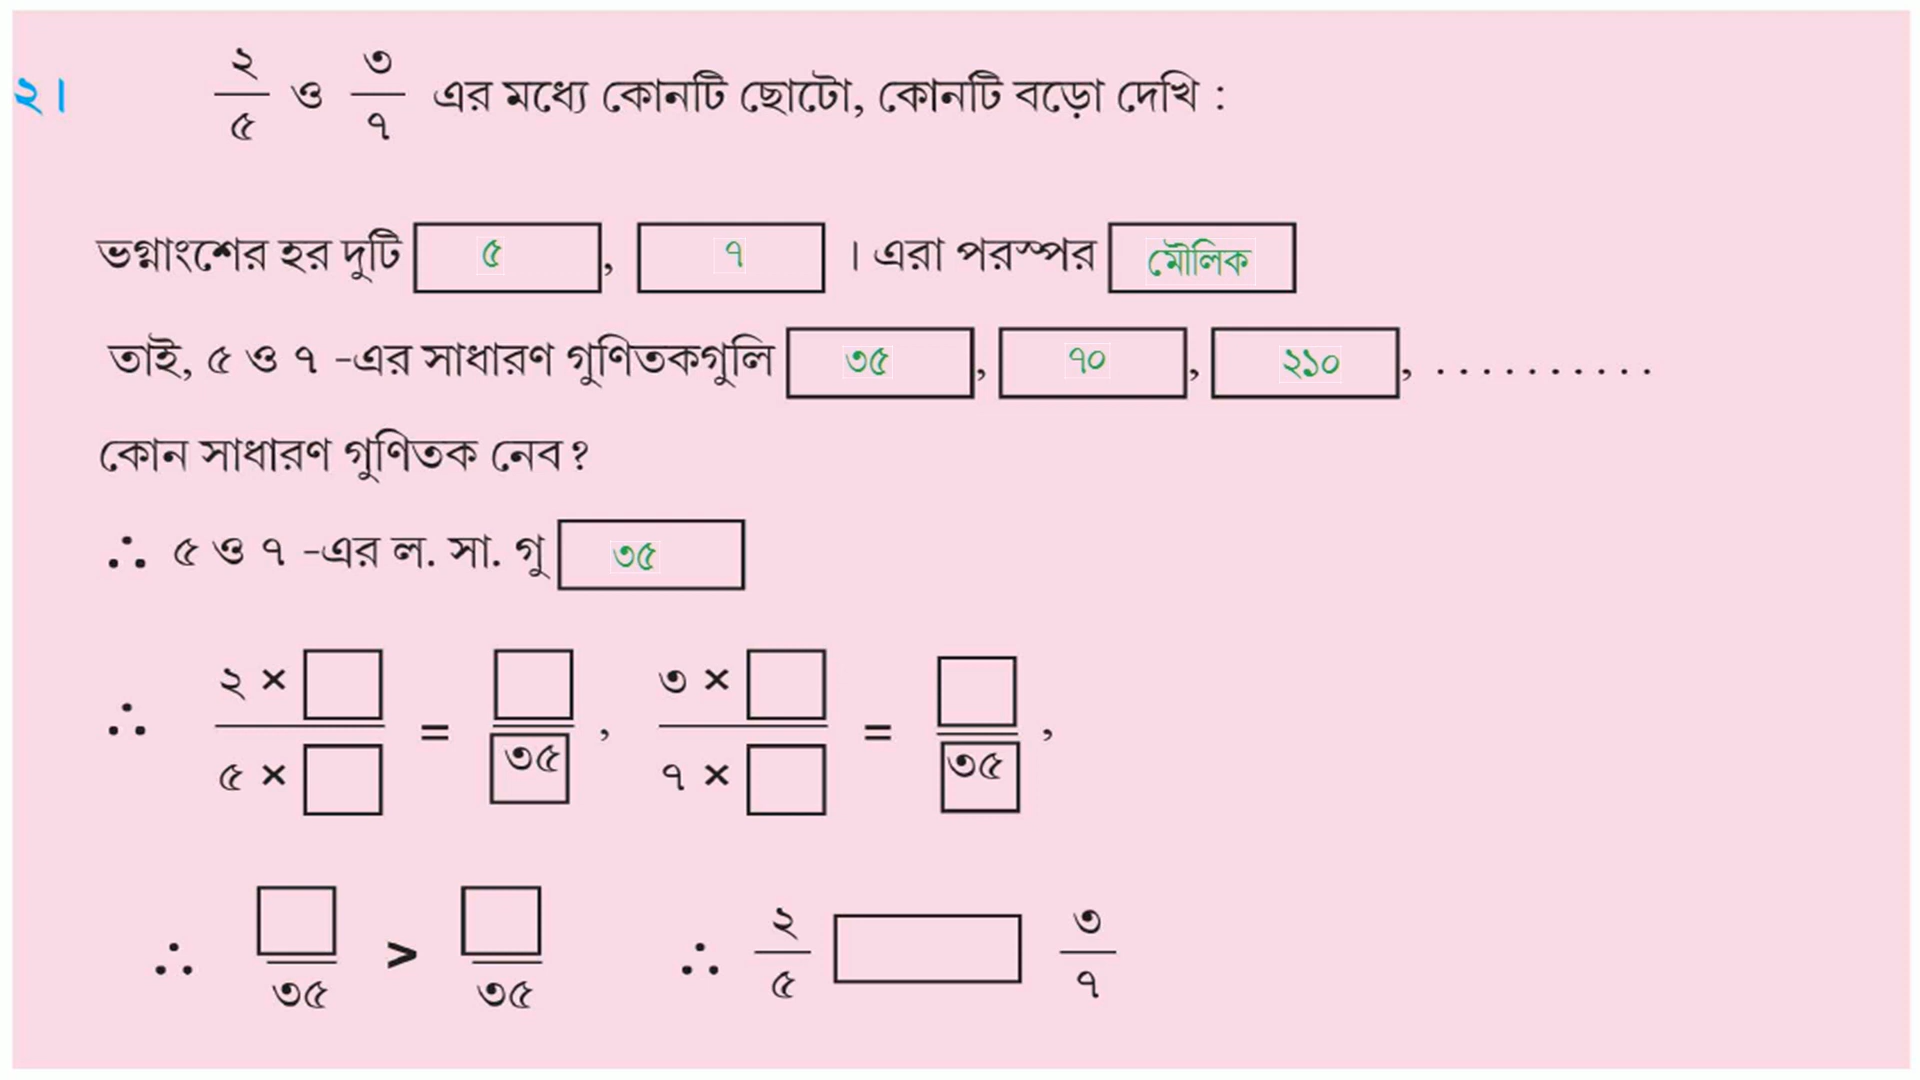 ২। ২/৫ ও ৩/৭ এর মধ্যে কোনটি ছোটো, কোনটি বড়ো দেখি :
ভগ্নাংশের হর দুটি ৫, ৭ । এরা পরস্পর মৌলিক
তাই, ৫ ও ৭ -এর সাধারণ গুণিতকগুলি ৩৫, ৭০, ২১০, ..........
কোন সাধারণ গুণিতক নেব?
∴ ৫ ও ৭ -এর ল. সা. গু ৩৫
∴ ২ × □ / ৫ × □ = □ / ৩৫ , ৩ × □ / ৭ × □ = □ / ৩৫ ,
∴ □ / ৩৫ > □ / ৩৫ ∴ ২/৫ □ ৩/৭